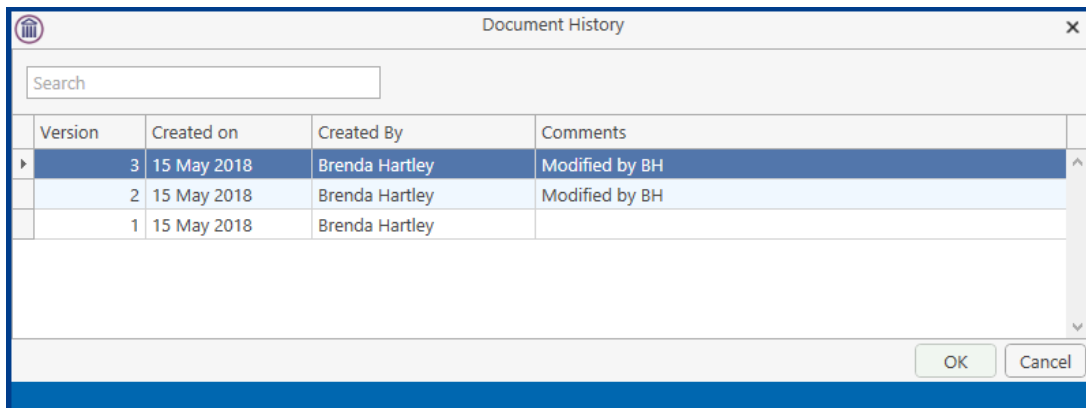 Document History
Search
Version Created on Created By Comments
3 15 May 2018 Brenda Hartley Modified by BH
2 15 May 2018 Brenda Hartley Modified by BH
1 15 May 2018 Brenda Hartley
OK Cancel